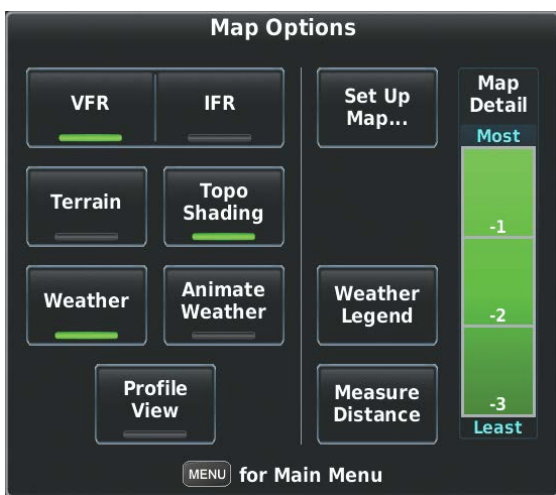 Map Options
VFR
IFR
Set Up
Map...
Map
Detail
Most
Terrain
Topo
Shading
-1
Weather
Animate
Weather
Weather
Legend
-2
Profile
View
Measure
Distance
-3
Least
MENU for Main Menu